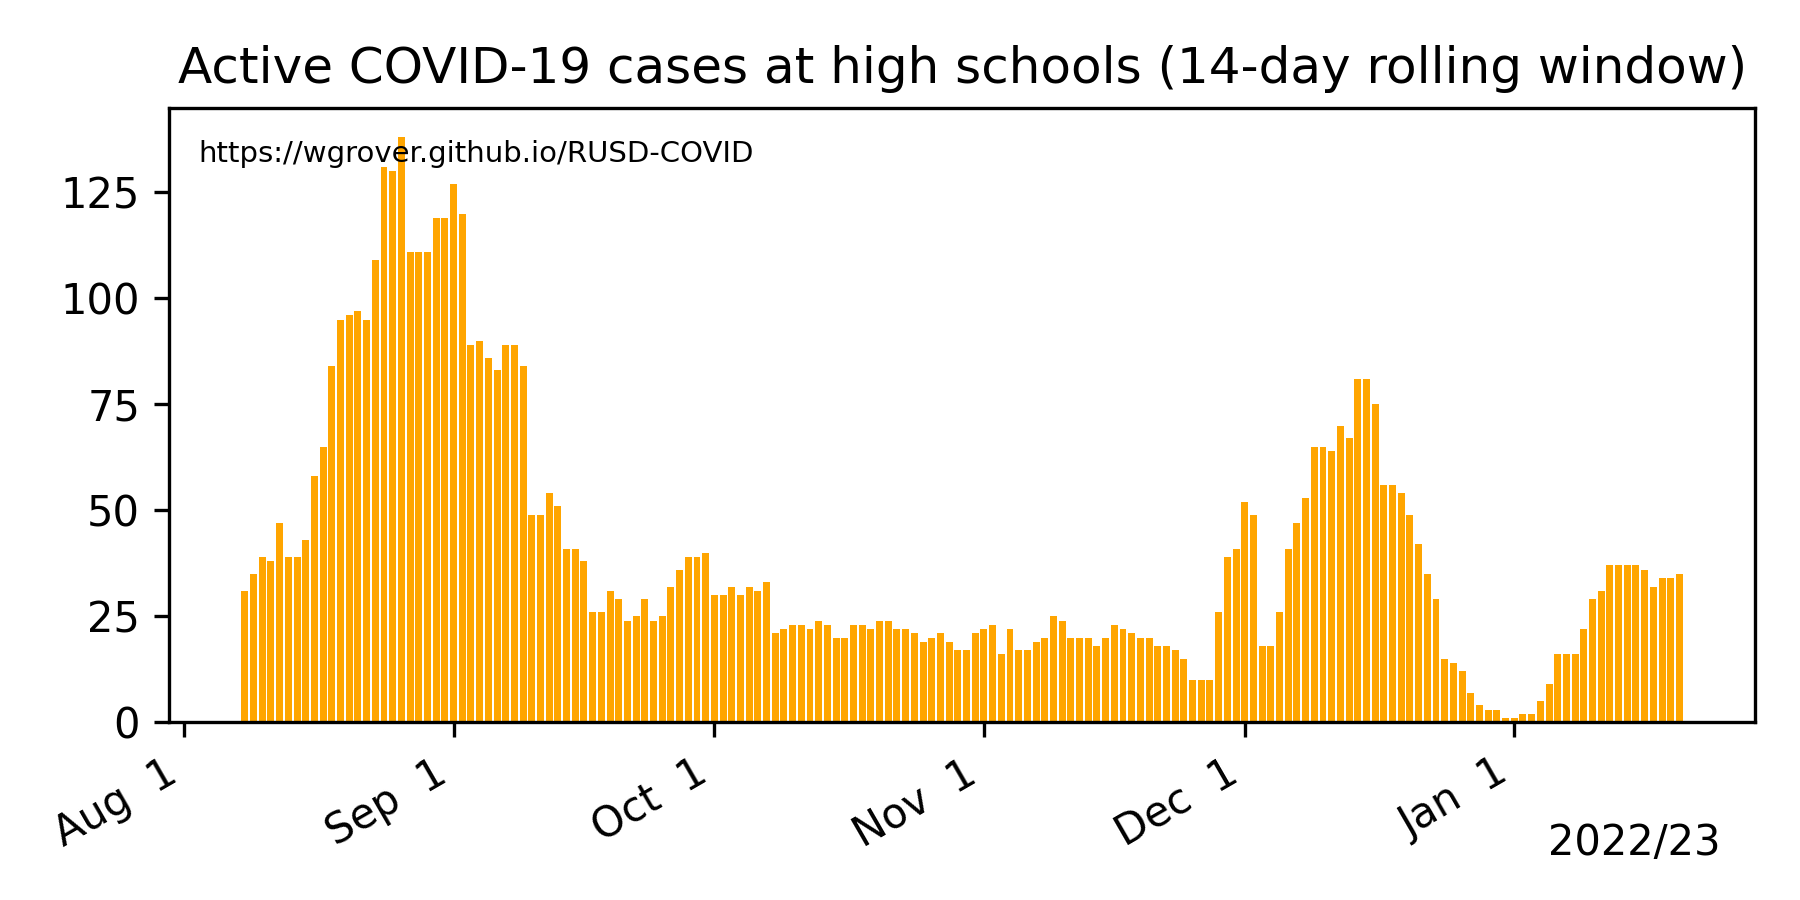 Active COVID-19 cases at high schools (14-day rolling window)
https://wgrover.github.io/RUSD-COVID
125
100
75
50
25
0
Aug 1
Sep 1
Oct 1
Nov 1
Dec 1
Jan 1
2022/23